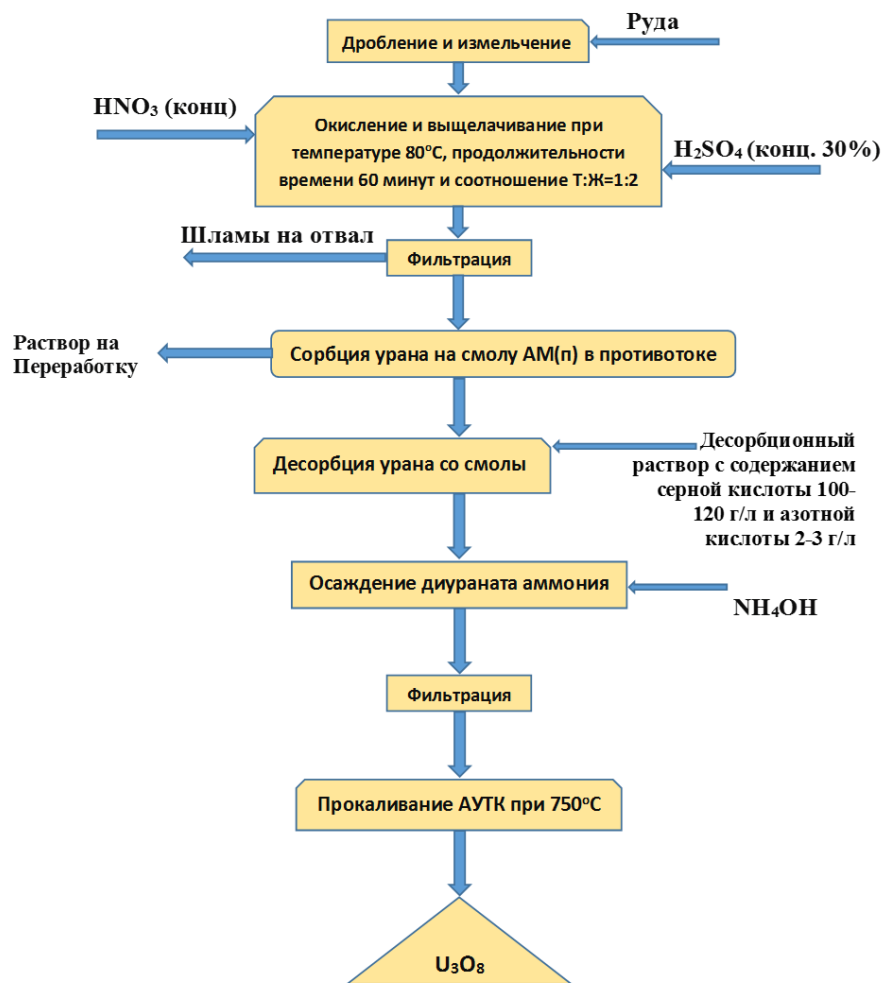 Руда
Дробление и измельчение
HNO₃ (конц)
Окисление и выщелачивание при
температуре 80°С, продолжительности
времени 60 минут и соотношение Т:Ж=1:2
H₂SO₄ (конц. 30%)
Шламы на отвал
Фильтрация
Раствор на
Переработку
Сорбция урана на смолу АМ(п) в противотоке
Десорбция урана со смолы
Десорбционный
раствор с содержанием
серной кислоты 100-
120 г/л и азотной
кислоты 2-3 г/л
Осаждение диураната аммония
NH₄OH
Фильтрация
Прокаливание АУТК при 750°С
U₃O₈